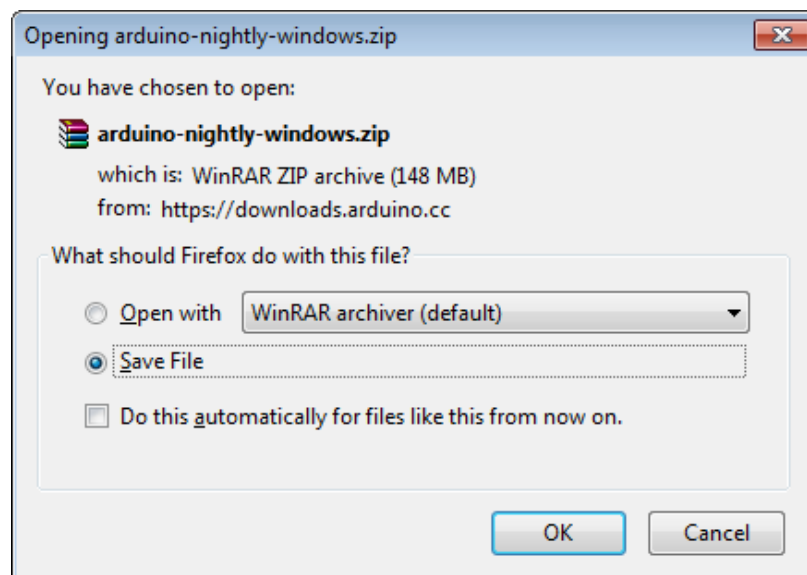 Opening arduino-nightly-windows.zip
You have chosen to open:
arduino-nightly-windows.zip
which is: WinRAR ZIP archive (148 MB)
from: https://downloads.arduino.cc
What should Firefox do with this file?
Open with WinRAR archiver (default)
Save File
Do this automatically for files like this from now on.
OK Cancel